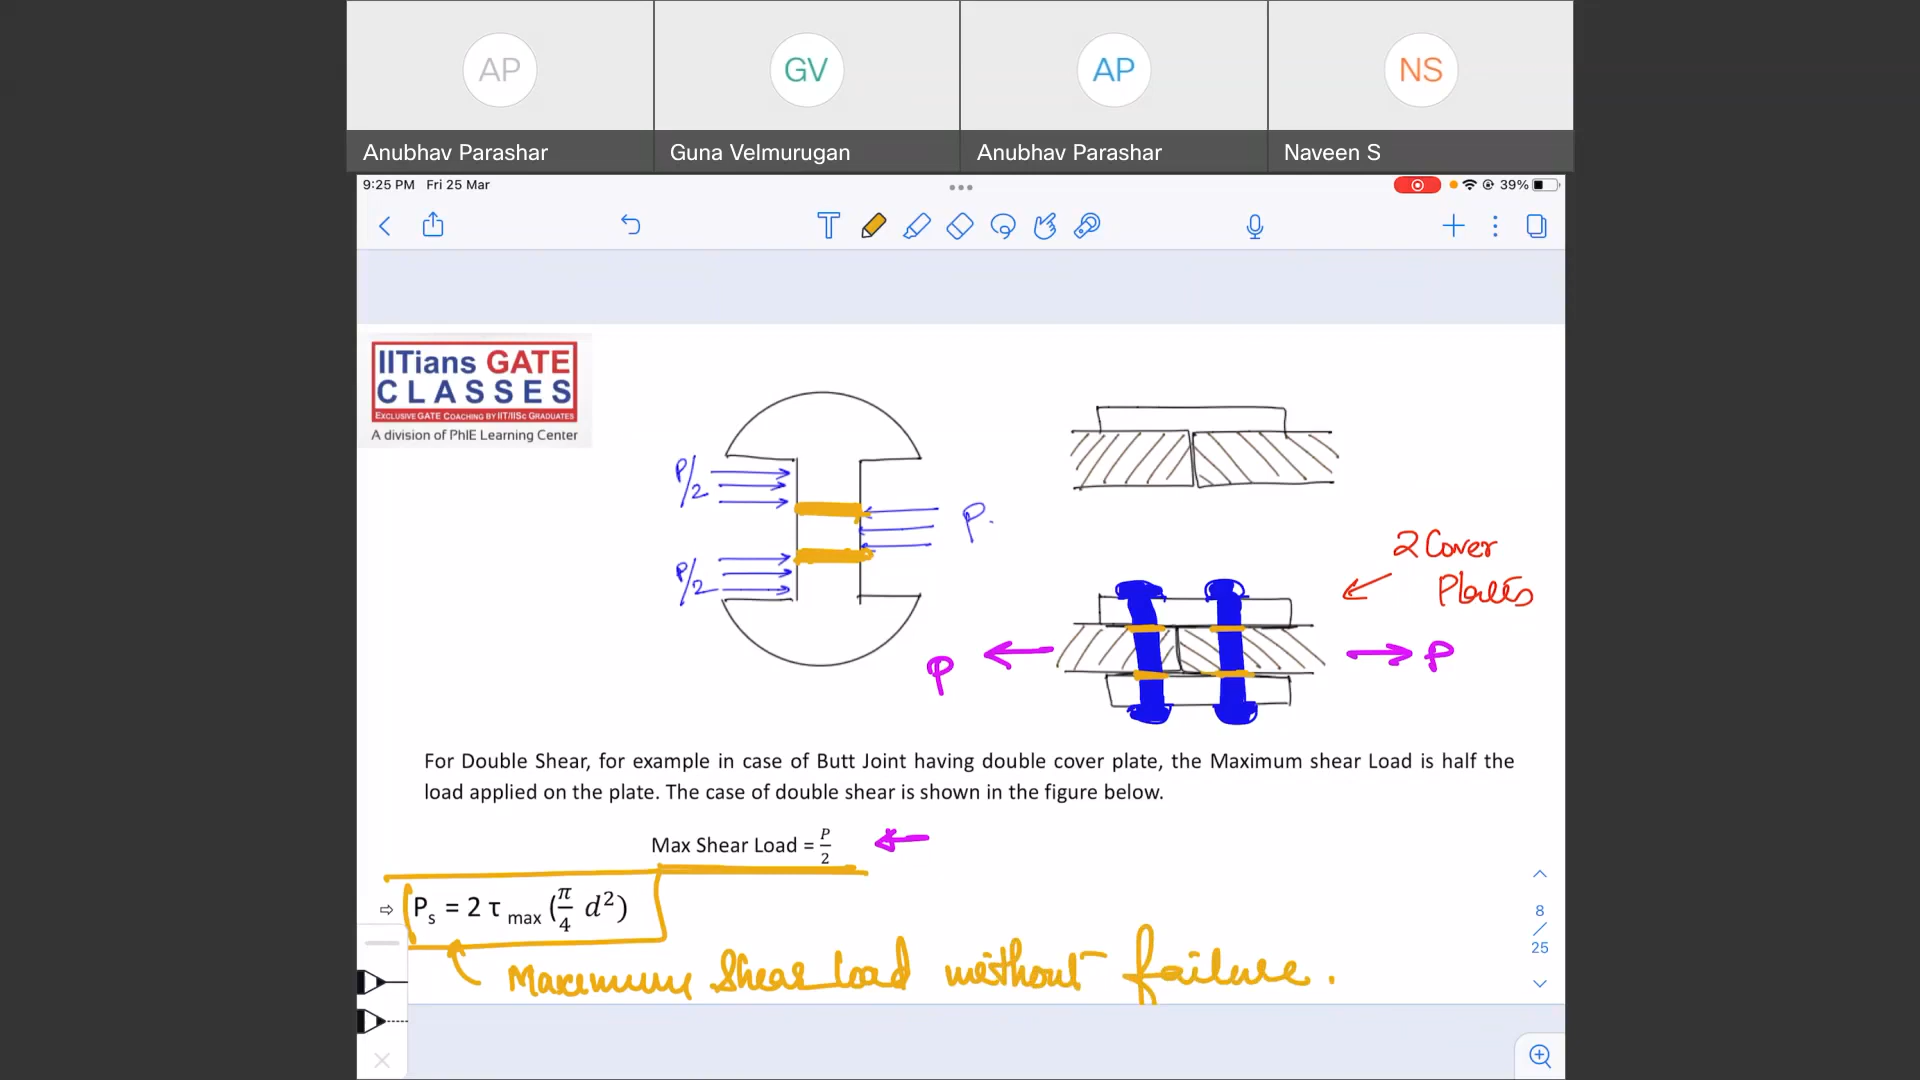 AP GV AP NS
Anubhav Parashar Guna Velmurugan Anubhav Parashar Naveen S
9:25 PM Fri 25 Mar 39%
T
IITians GATE
CLASSES
EXCLUSIVE GATE COACHING BY IIT/IISc GRADUATES
A division of PhIE Learning Center
P/2
P.
P/2
2 Cover
Plates
P P
For Double Shear, for example in case of Butt Joint having double cover plate, the Maximum shear Load is half the
load applied on the plate. The case of double shear is shown in the figure below.
Max Shear Load = P/2
⇨ Ps = 2 τ max (π/4 d²)
Maximum Shear load without failure.
8
/
25